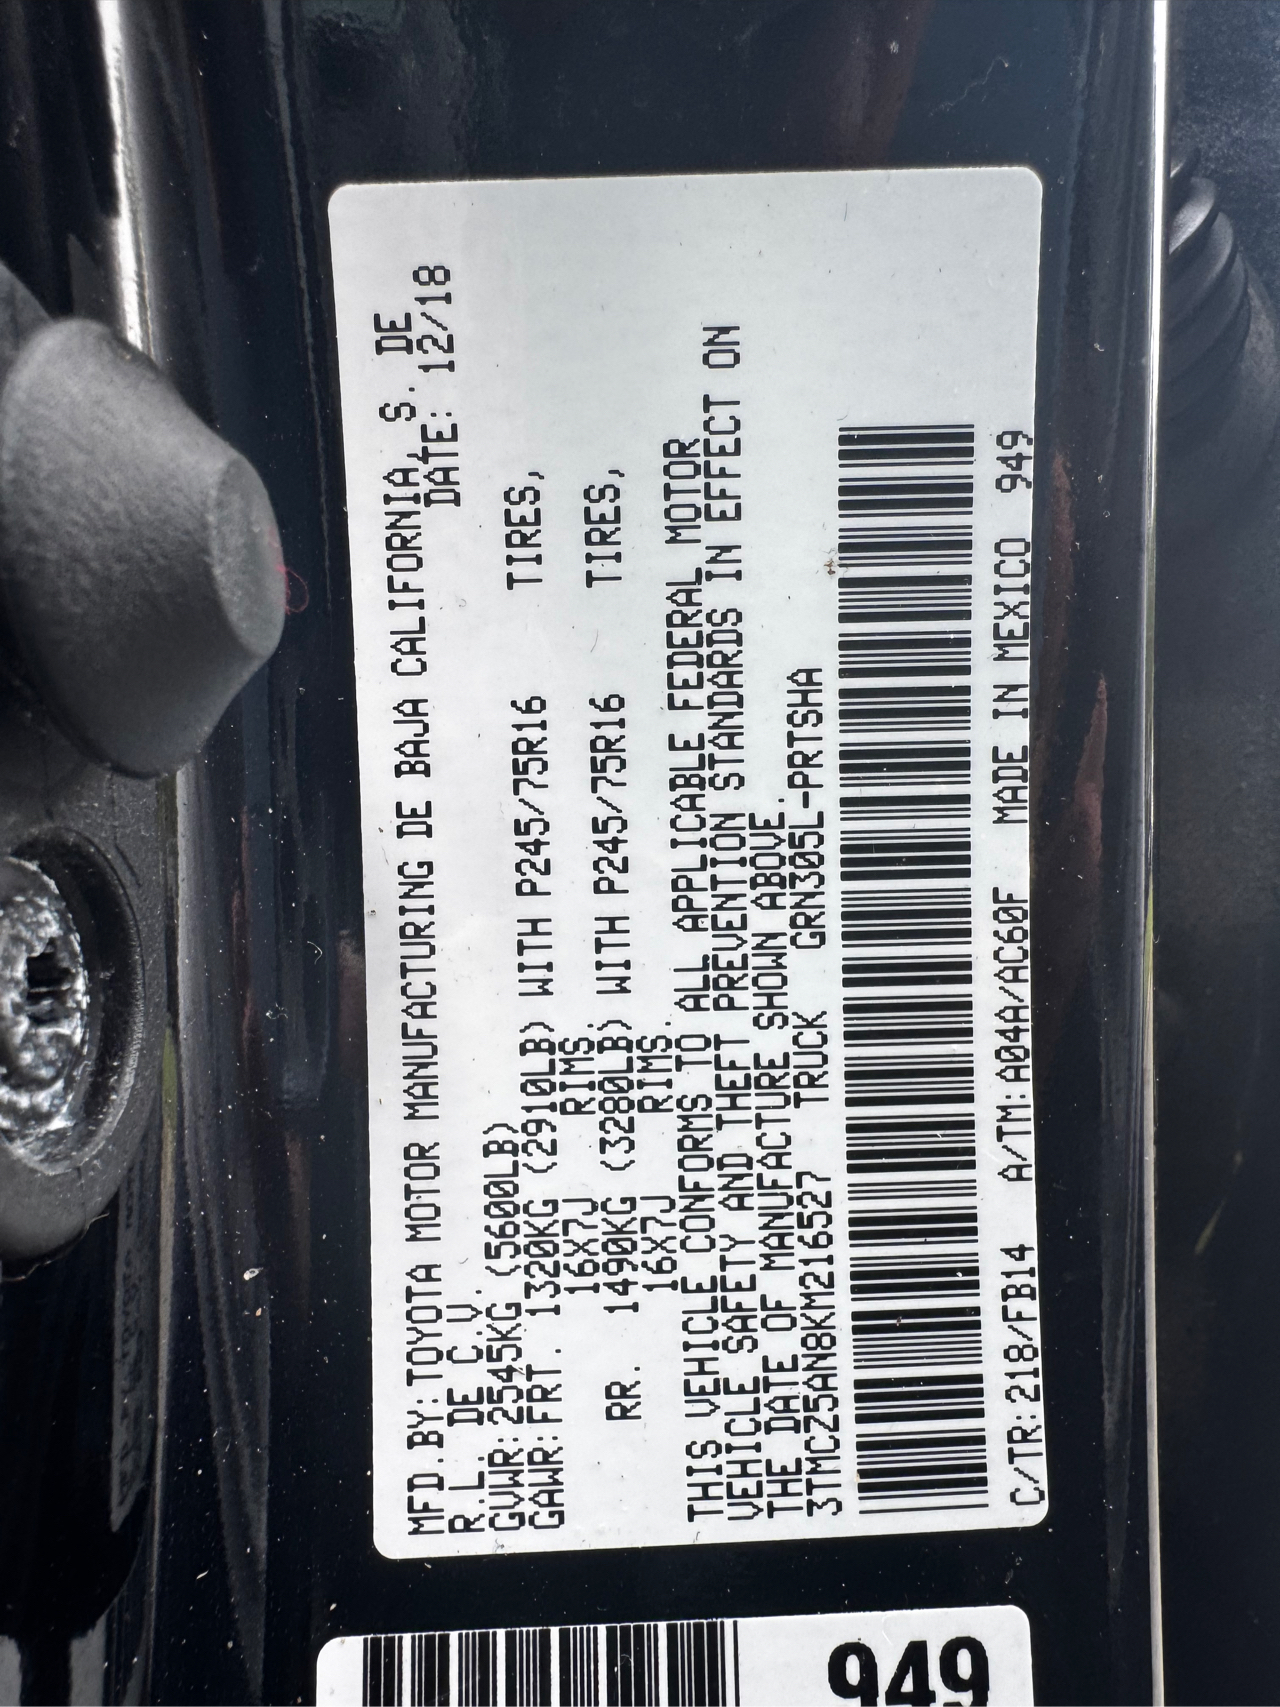 MFD.BY:TOYOTA MOTOR MANUFACTURING DE BAJA CALIFORNIA, S. DE
R.L. DE C.V. DATE: 12/18
GVWR:2545KG (5600LB)
GAWR:FRT. 1320KG (2910LB) WITH P245/75R16 TIRES,
16X7J RIMS.
RR. 1490KG (3280LB) WITH P245/75R16 TIRES,
16X7J RIMS.
THIS VEHICLE CONFORMS TO ALL APPLICABLE FEDERAL MOTOR
VEHICLE SAFETY AND THEFT PREVENTION STANDARDS IN EFFECT ON
THE DATE OF MANUFACTURE SHOWN ABOVE.
3TMCZ5AN8KM216527 TRUCK GRN305L-PRTSHA
C/TR:218/FB14 A/TM:A04A/AC60F MADE IN MEXICO 949
949